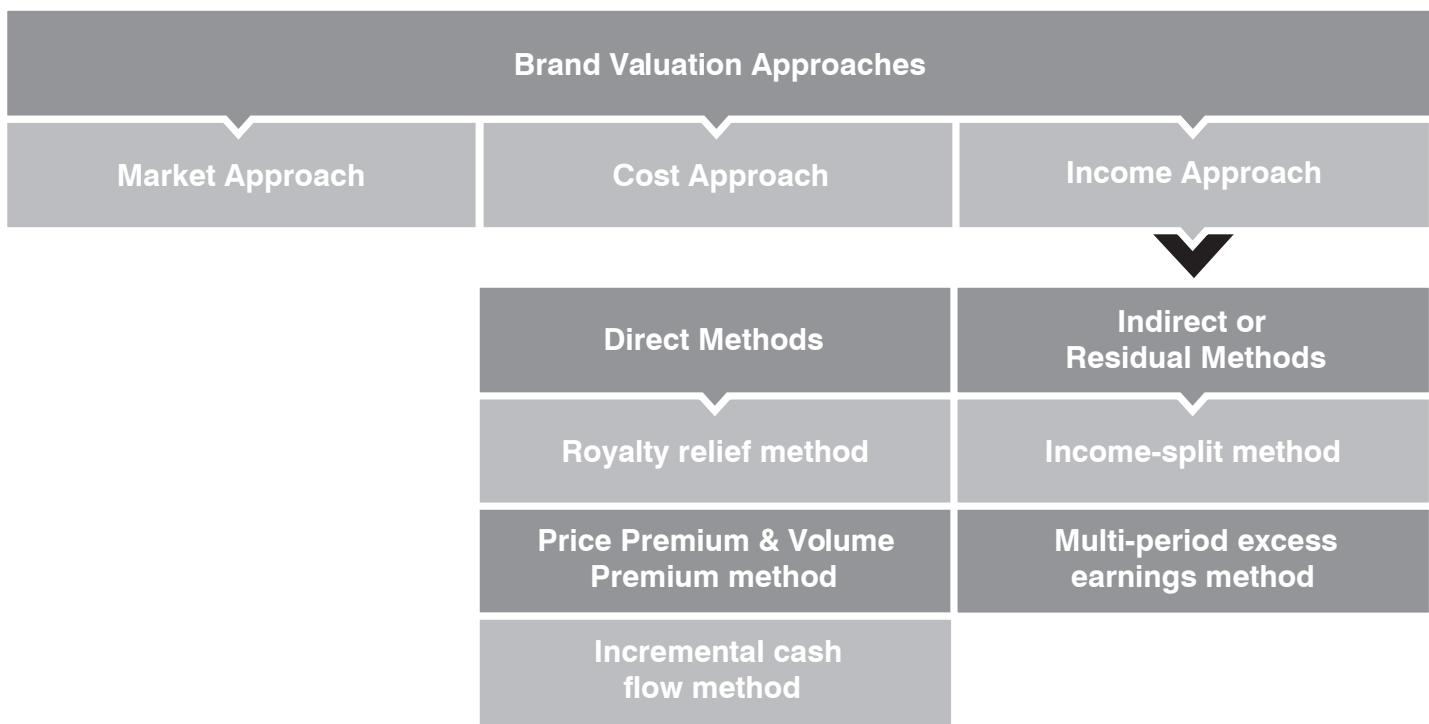 Brand Valuation Approaches
Market Approach
Cost Approach
Income Approach
Direct Methods
Indirect or
Residual Methods
Royalty relief method
Income-split method
Price Premium & Volume
Premium method
Multi-period excess
earnings method
Incremental cash
flow method